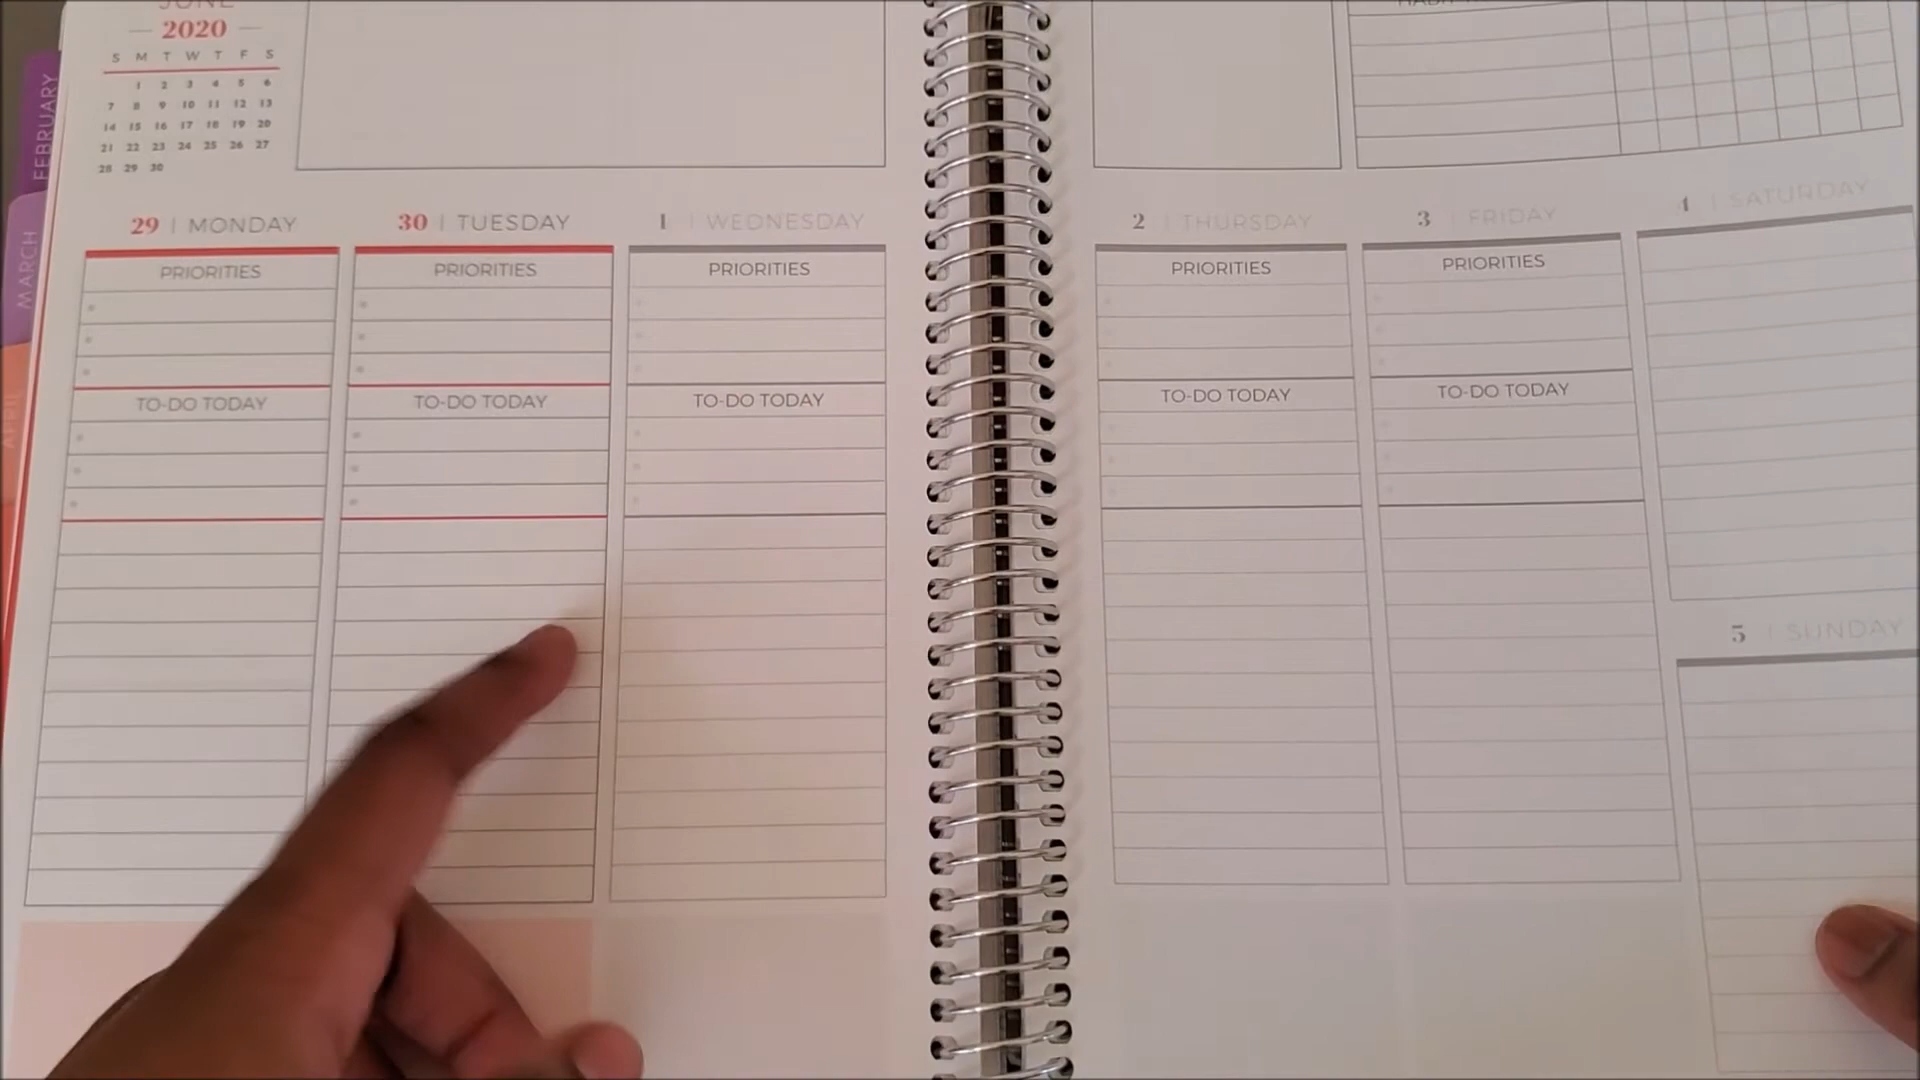 JUNE
2020
S M T W T F S
1 2 3 4 5 6
7 8 9 10 11 12 13
14 15 16 17 18 19 20
21 22 23 24 25 26 27
28 29 30
FEBRUARY
MARCH
APRIL
29 | MONDAY
PRIORITIES
TO-DO TODAY
30 | TUESDAY
PRIORITIES
TO-DO TODAY
1 | WEDNESDAY
PRIORITIES
TO-DO TODAY
2 | THURSDAY
PRIORITIES
TO-DO TODAY
3 | FRIDAY
PRIORITIES
TO-DO TODAY
4 | SATURDAY
5 | SUNDAY